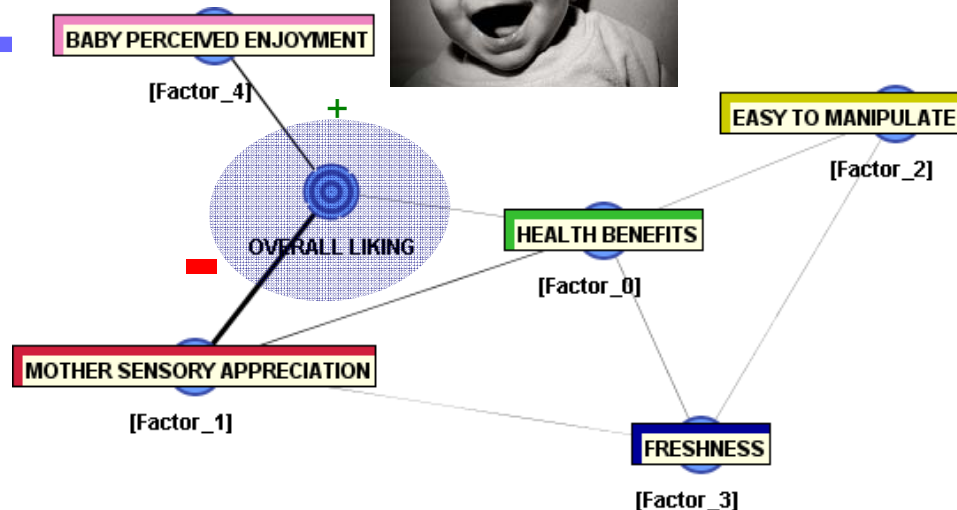 BABY PERCEIVED ENJOYMENT
[Factor_4]
+
EASY TO MANIPULATE
[Factor_2]
OVERALL LIKING
HEALTH BENEFITS
[Factor_0]
MOTHER SENSORY APPRECIATION
[Factor_1]
FRESHNESS
[Factor_3]